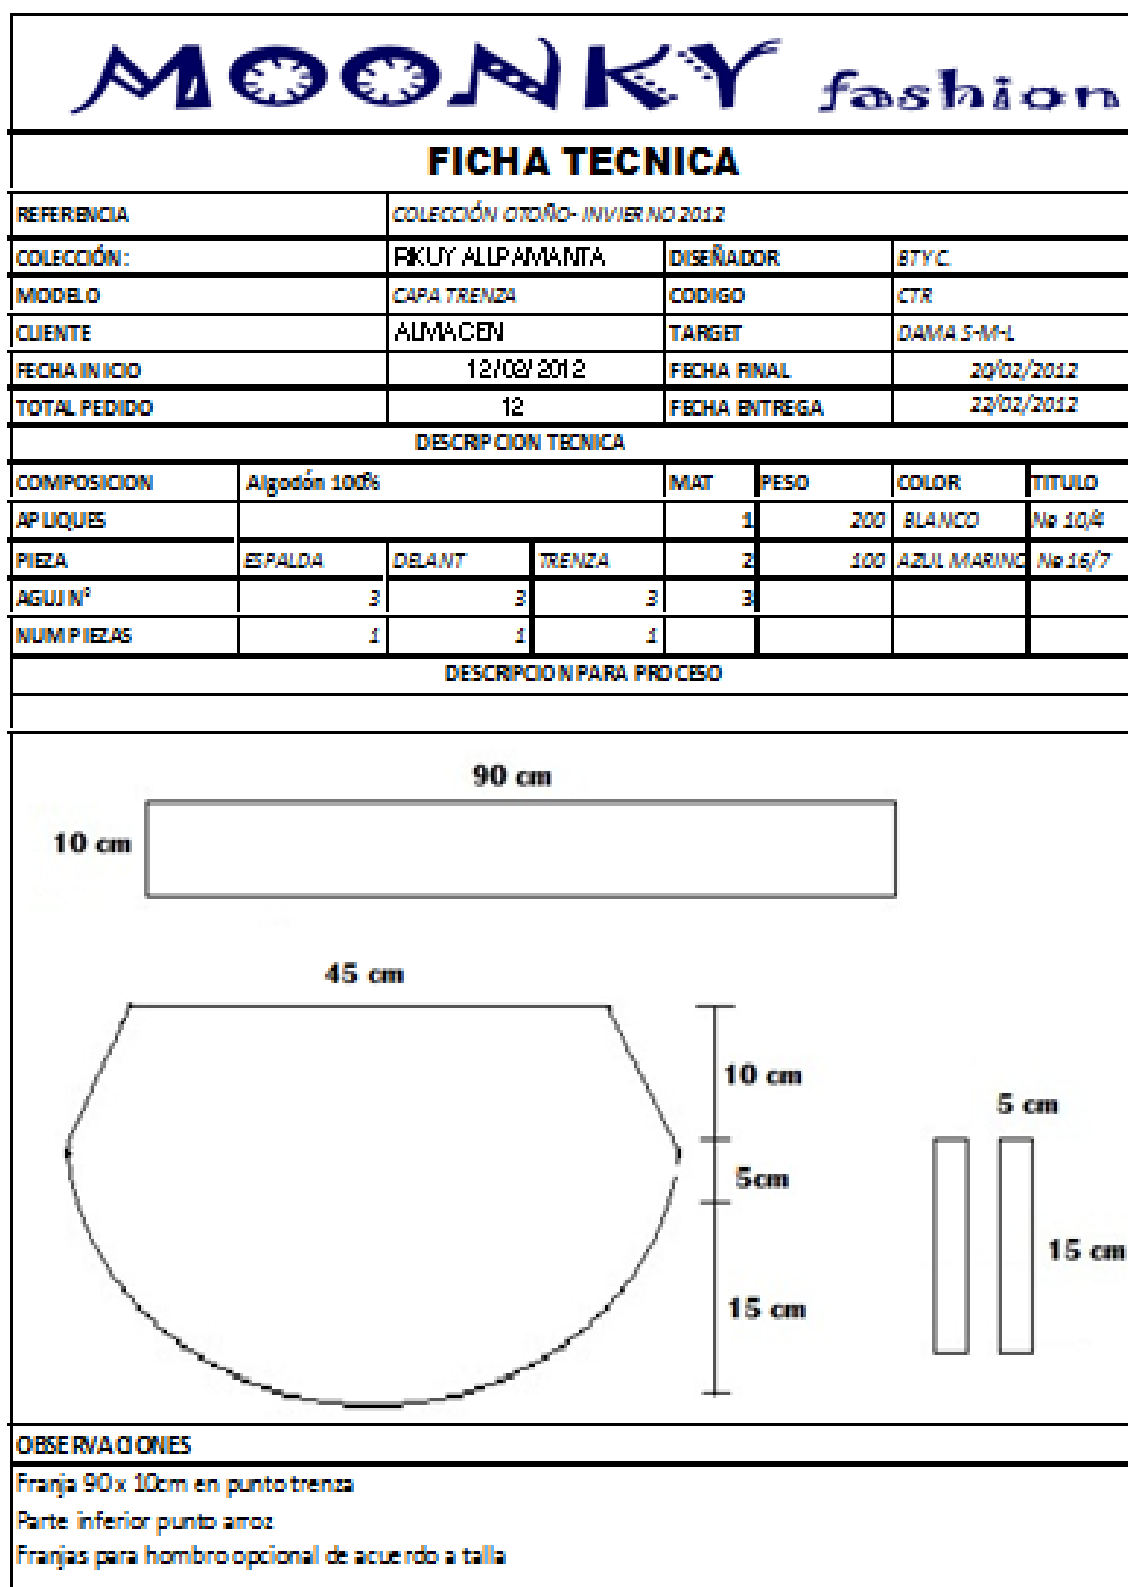 MOONKY fashion
FICHA TECNICA
REFERENCIA COLECCIÓN OTOÑO- INVIERNO 2012
COLECCIÓN: RIKUY ALLPAMANTA DISEÑADOR BTYC
MODELO CAPA TRENZA CODIGO CTR
CLIENTE ALMACEN TARGET DAMA S-M-L
FECHA INICIO 12/02/2012 FECHA FINAL 20/02/2012
TOTAL PEDIDO 12 FECHA ENTREGA 22/02/2012
DESCRIPCION TECNICA
COMPOSICION Algodón 100% MAT PESO COLOR TITULO
APLIQUES 1 200 BLANCO Ne 10/4
PIEZA ESPALDA DELANT TRENZA 2 100 AZUL MARINO Ne 16/7
AGUJ Nº 3 3 3 3
NUM PIEZAS 1 1 1
DESCRIPCION PARA PROCESO
90 cm
10 cm
45 cm
10 cm
5 cm
5cm
15 cm
15 cm
OBSERVACIONES
Franja 90 x 10cm en punto trenza
Parte inferior punto arroz
Franjas para hombro opcional de acuerdo a talla